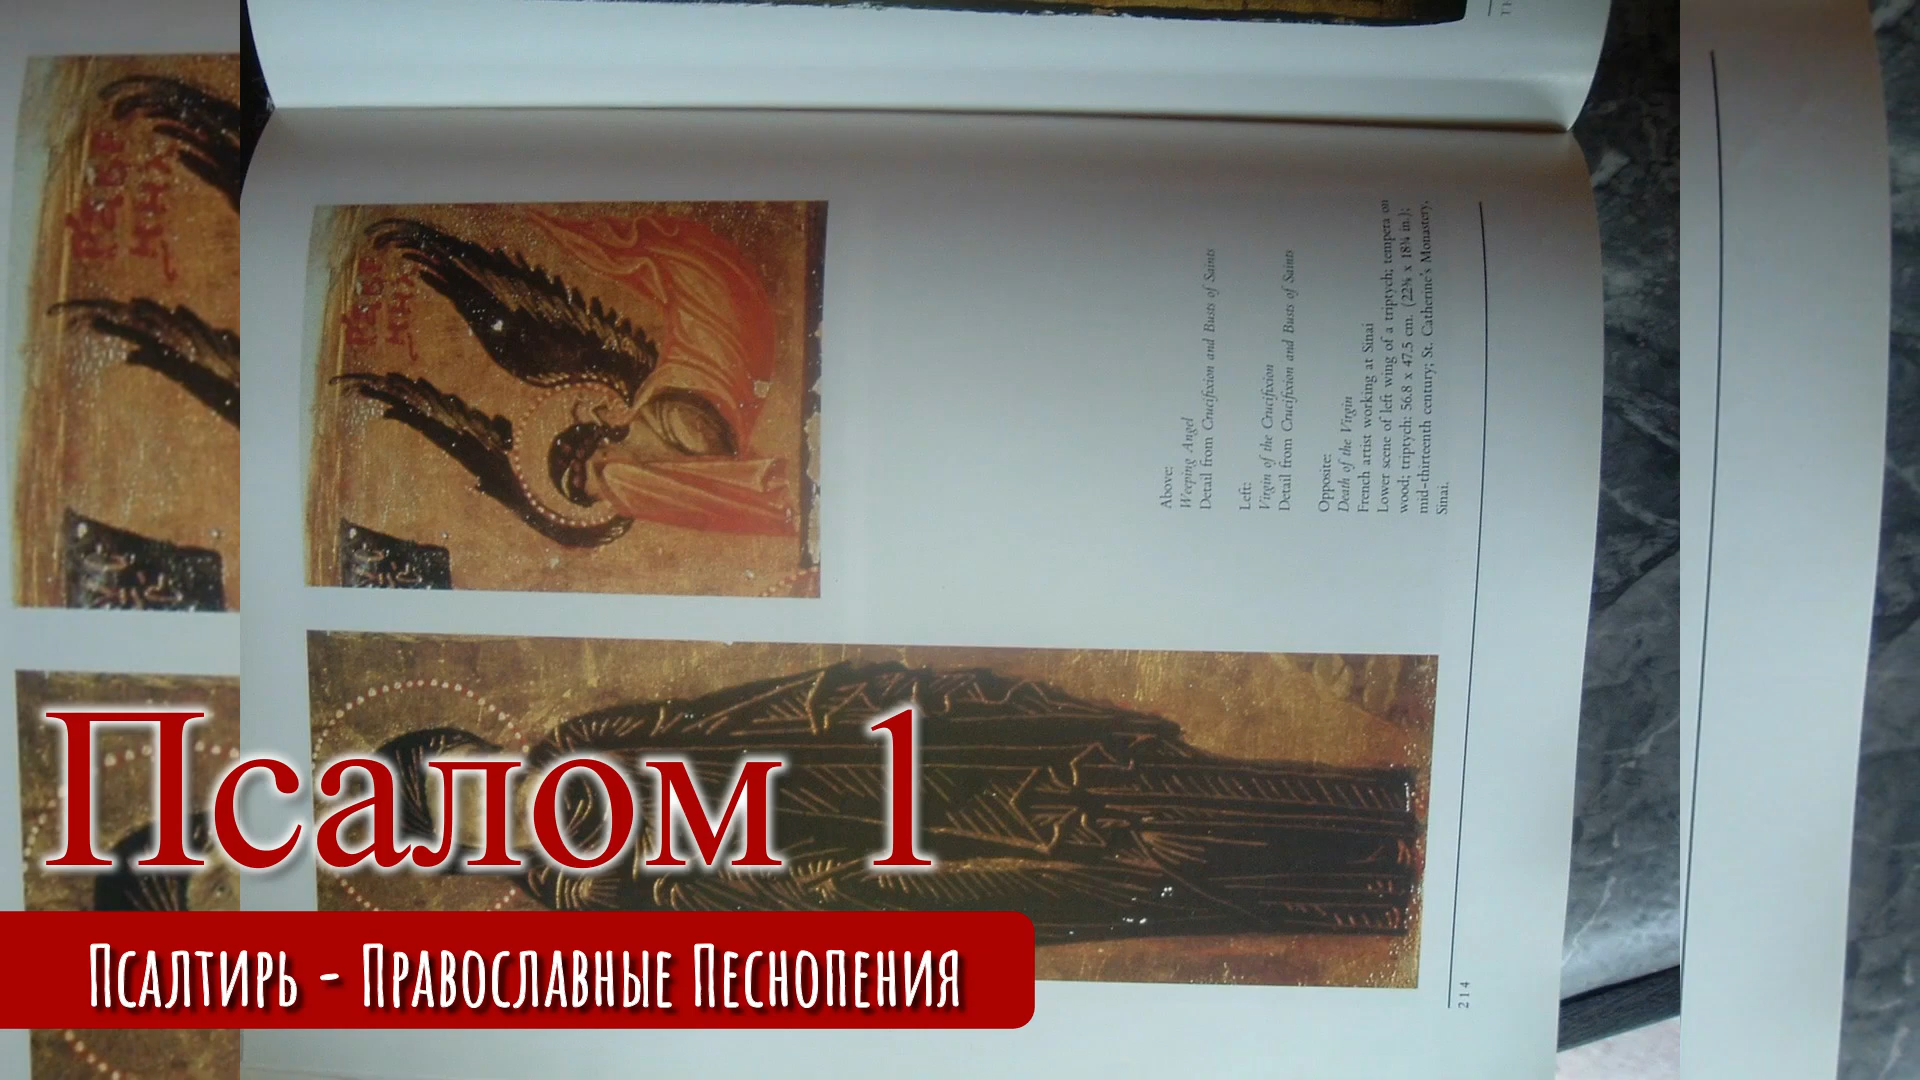 Псалом 1
Псалтирь - Православные Песнопения
Above:
Weeping Angel
Detail from Crucifixion and Busts of Saints
Left:
Virgin of the Crucifixion
Detail from Crucifixion and Busts of Saints
Opposite:
Death of the Virgin
French artist working at Sinai
Lower scene of left wing of a triptych; tempera on
wood; triptych: 56.8 x 47.5 cm. (22⅜ x 18¾ in.);
mid-thirteenth century; St. Catherine's Monastery,
Sinai.
214